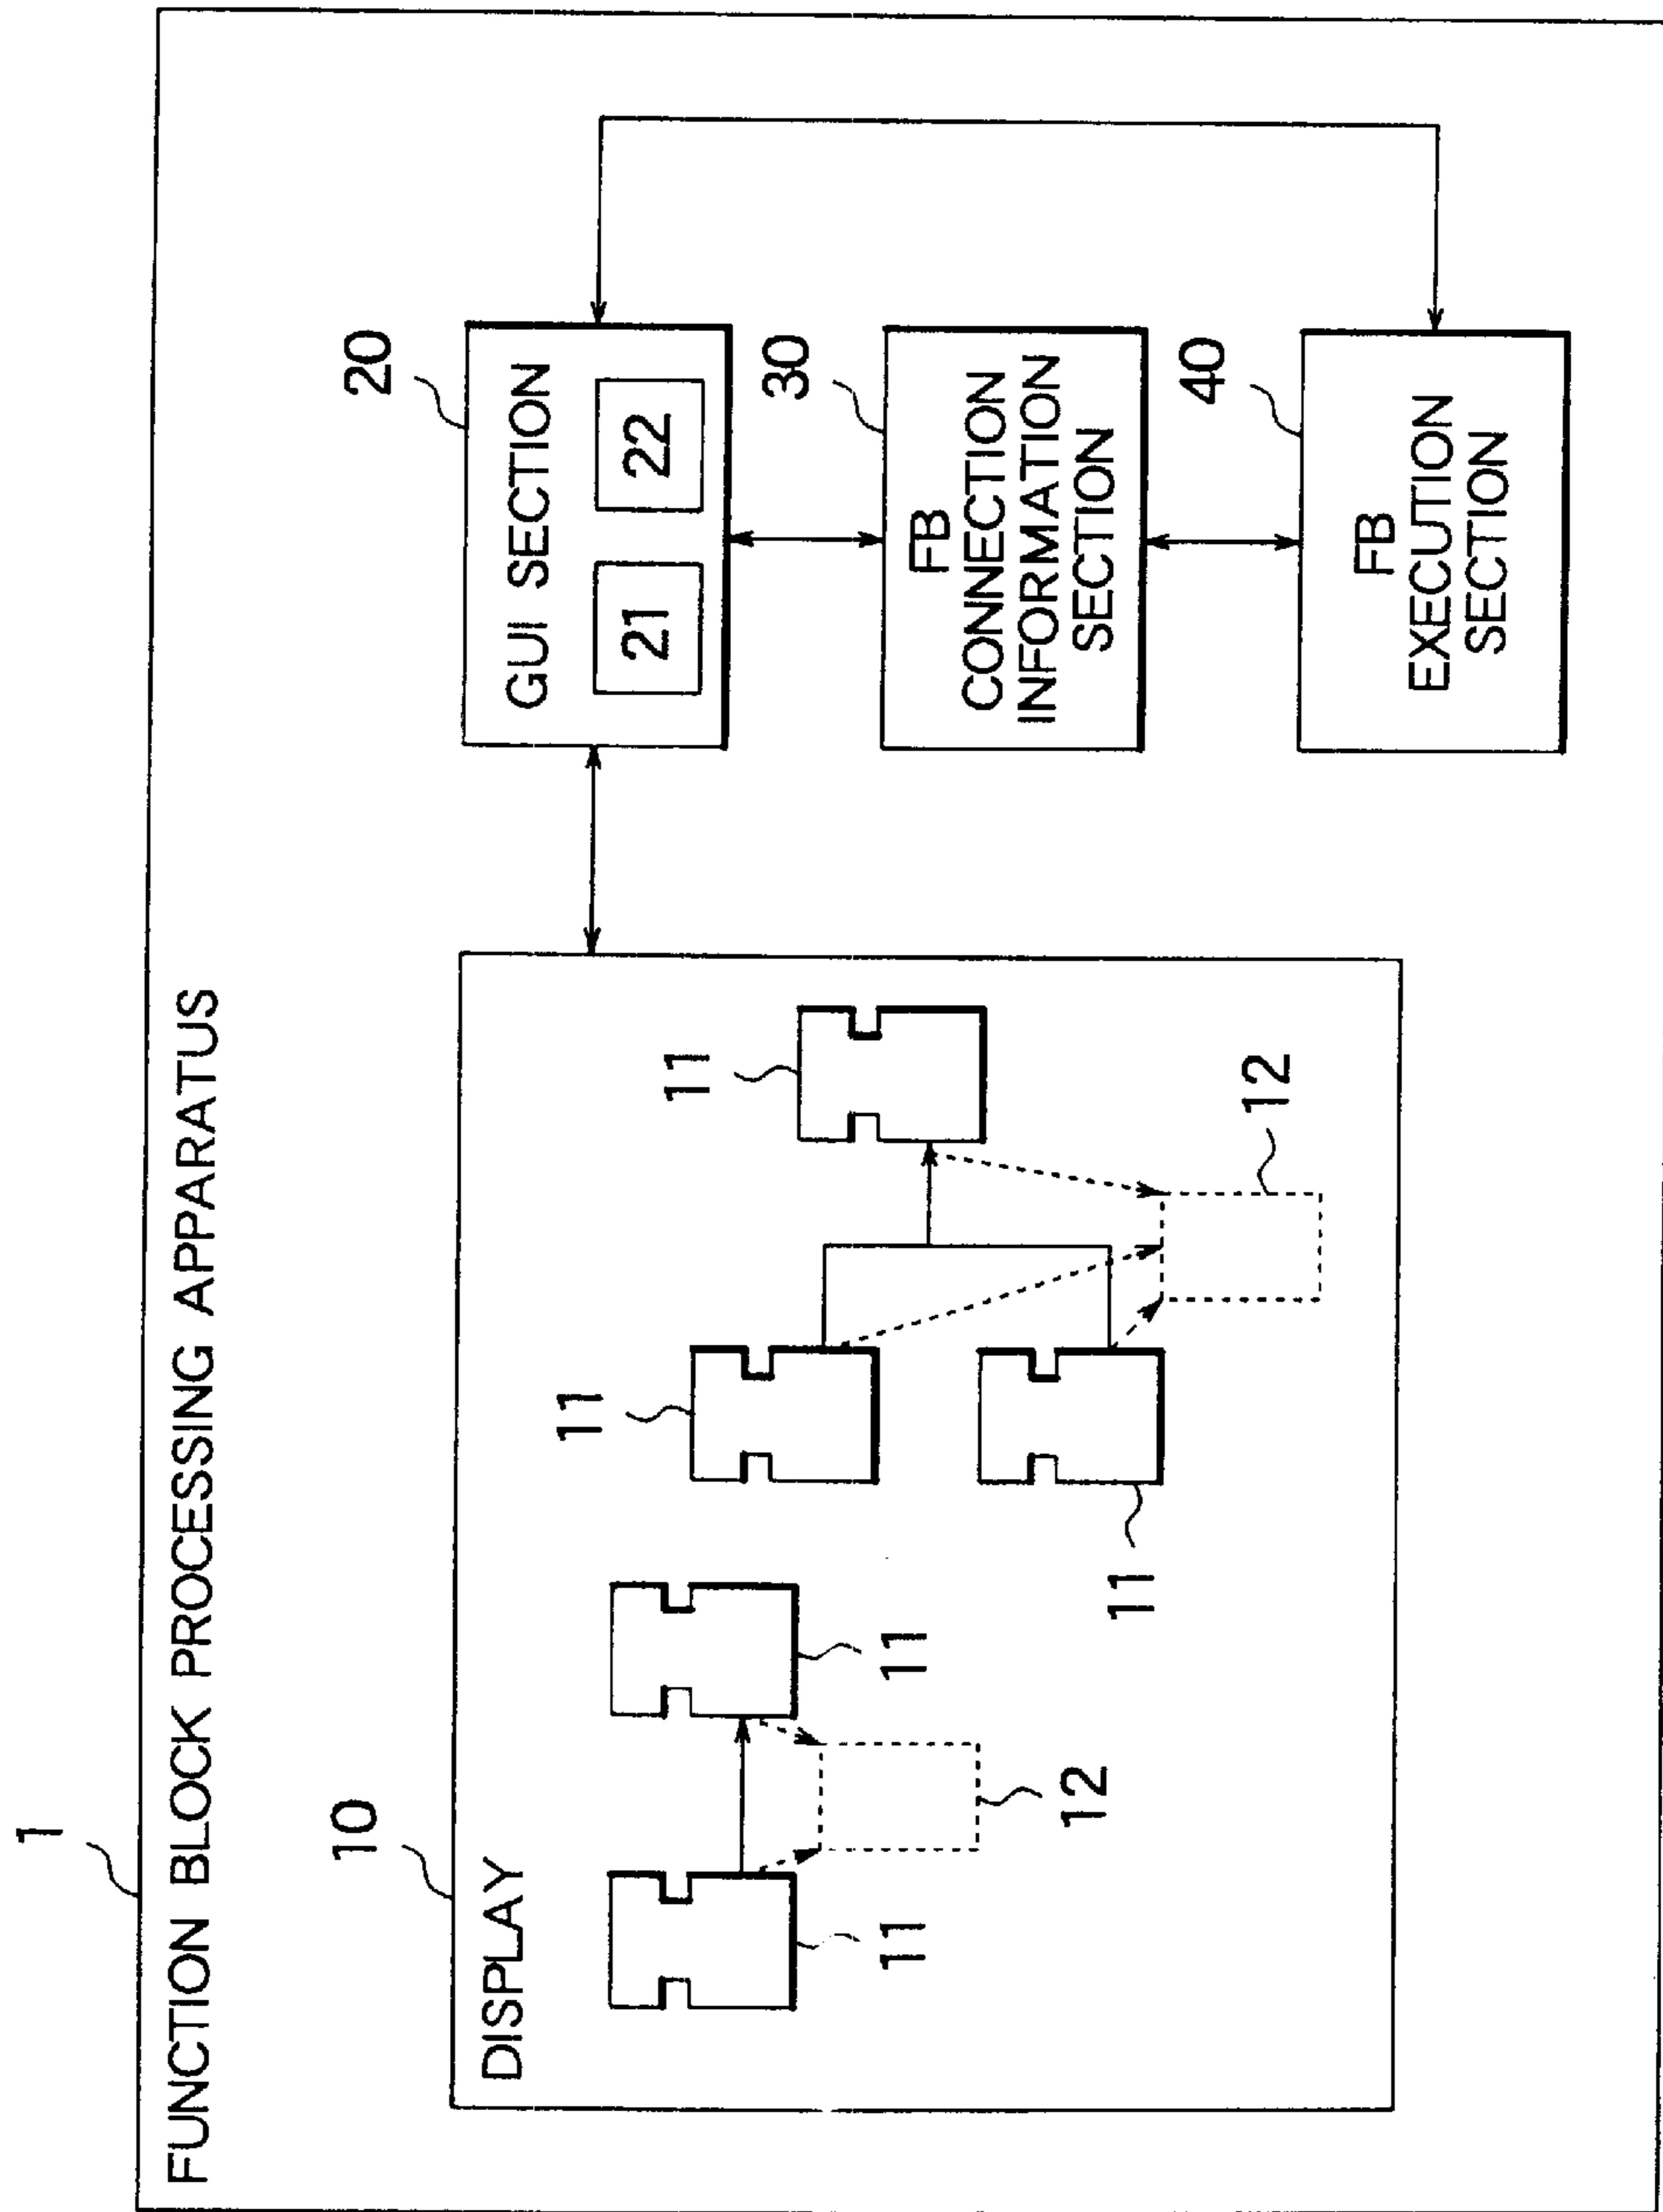 1
FUNCTION BLOCK PROCESSING APPARATUS
10
DISPLAY
11
11
12
11
11
11
12
20
GUI SECTION
21
22
30
FB
CONNECTION
INFORMATION
SECTION
40
FB
EXECUTION
SECTION